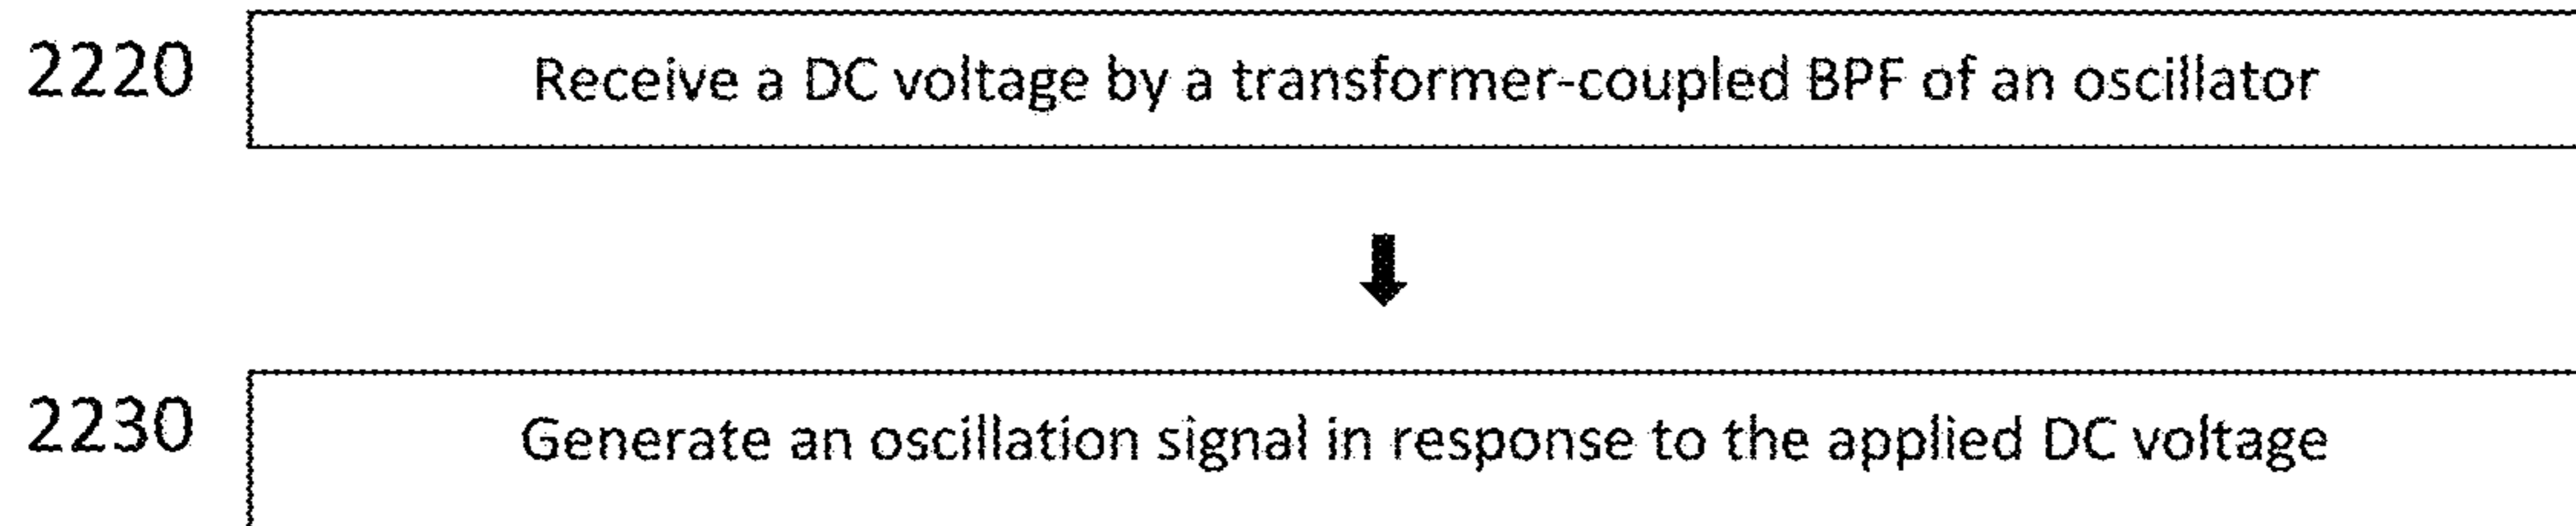 2220 Receive a DC voltage by a transformer-coupled BPF of an oscillator
2230 Generate an oscillation signal in response to the applied DC voltage